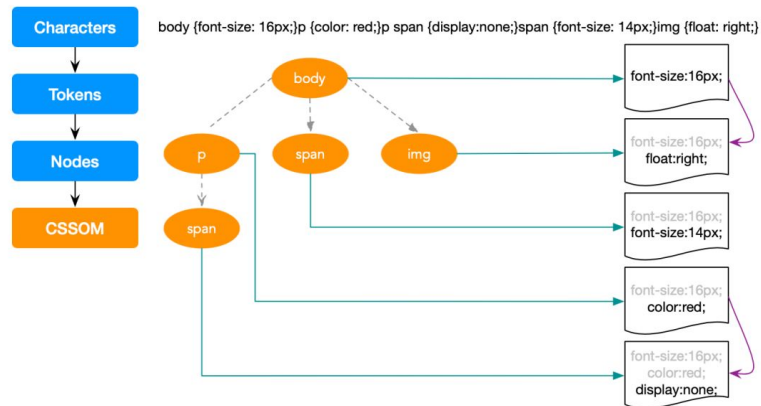 Characters
body {font-size: 16px;}p {color: red;}p span {display:none;}span {font-size: 14px;}img {float: right;}
Tokens
Nodes
CSSOM
body
p
span
img
span
font-size:16px;
font-size:16px;
float:right;
font-size:16px;
font-size:14px;
font-size:16px;
color:red;
font-size:16px;
color:red;
display:none;